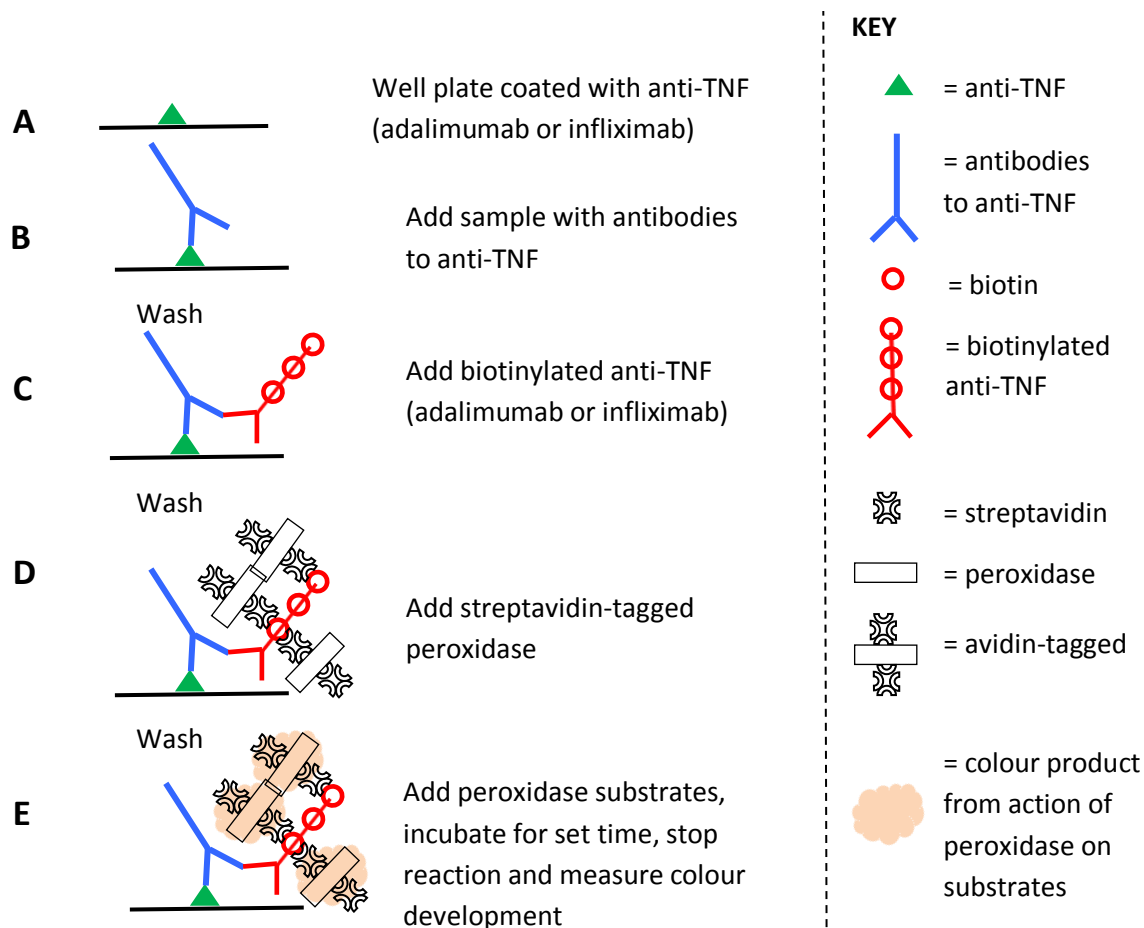 A
Well plate coated with anti-TNF
(adalimumab or infliximab)
B
Add sample with antibodies
to anti-TNF
Wash
C
Add biotinylated anti-TNF
(adalimumab or infliximab)
Wash
D
Add streptavidin-tagged
peroxidase
Wash
E
Add peroxidase substrates,
incubate for set time, stop
reaction and measure colour
development
KEY
= anti-TNF
= antibodies
to anti-TNF
= biotin
= biotinylated
anti-TNF
= streptavidin
= peroxidase
= avidin-tagged
= colour product
from action of
peroxidase on
substrates